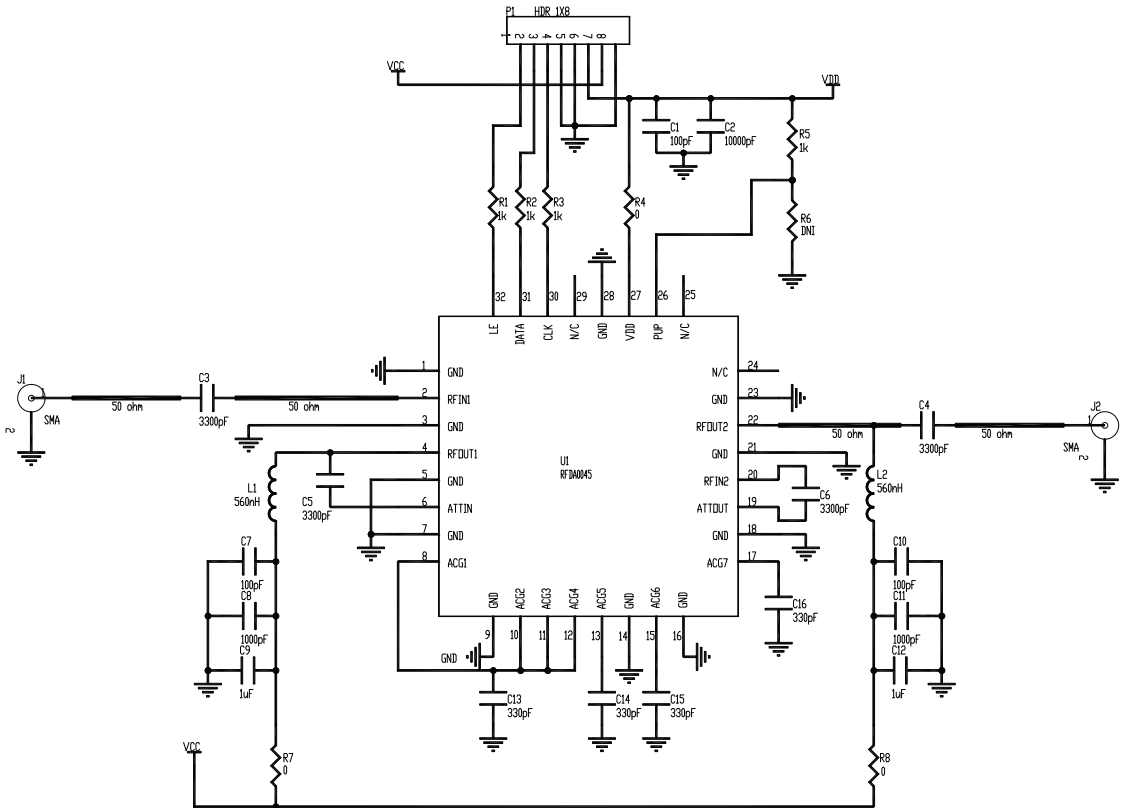 P1 HDR 1X8
1 2 3 4 5 6 7 8
VCC
VDD
C1
100pF
C2
10000pF
R5
1k
R1
1k
R2
1k
R3
1k
R4
0
R6
DNI
32 31 30 29 28 27 26 25
LE DATA CLK N/C GND VDD PUP N/C
J1
1
SMA
2
50 ohm
C3
3300pF
50 ohm
1 GND
2 RFIN1
3 GND
4 RFOUT1
5 GND
6 ATTIN
7 GND
8 ACG1
U1
RFDA0045
N/C 24
GND 23
RFOUT2 22
GND 21
RFIN2 20
ATTOUT 19
GND 18
ACG7 17
50 ohm
C4
3300pF
50 ohm
J2
1
SMA
2
L1
560nH
C5
3300pF
C6
3300pF
L2
560nH
C7
100pF
C8
1000pF
C9
1uF
C10
100pF
C11
1000pF
C12
1uF
C16
330pF
GND ACG2 ACG3 ACG4 ACG5 GND ACG6 GND
9 10 11 12 13 14 15 16
GND
C13
330pF
C14
330pF
C15
330pF
VCC
R7
0
R8
0